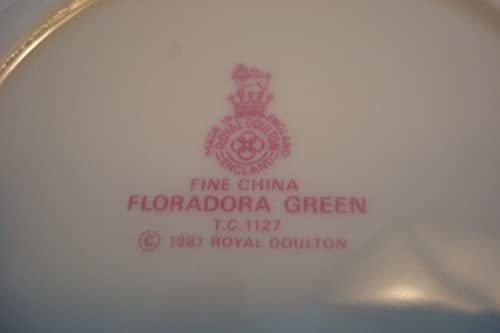 MADE IN ENGLAND
ROYAL DOULTON
ENGLAND
FINE CHINA
FLORADORA GREEN
T.C. 1127
© 1981 ROYAL DOULTON